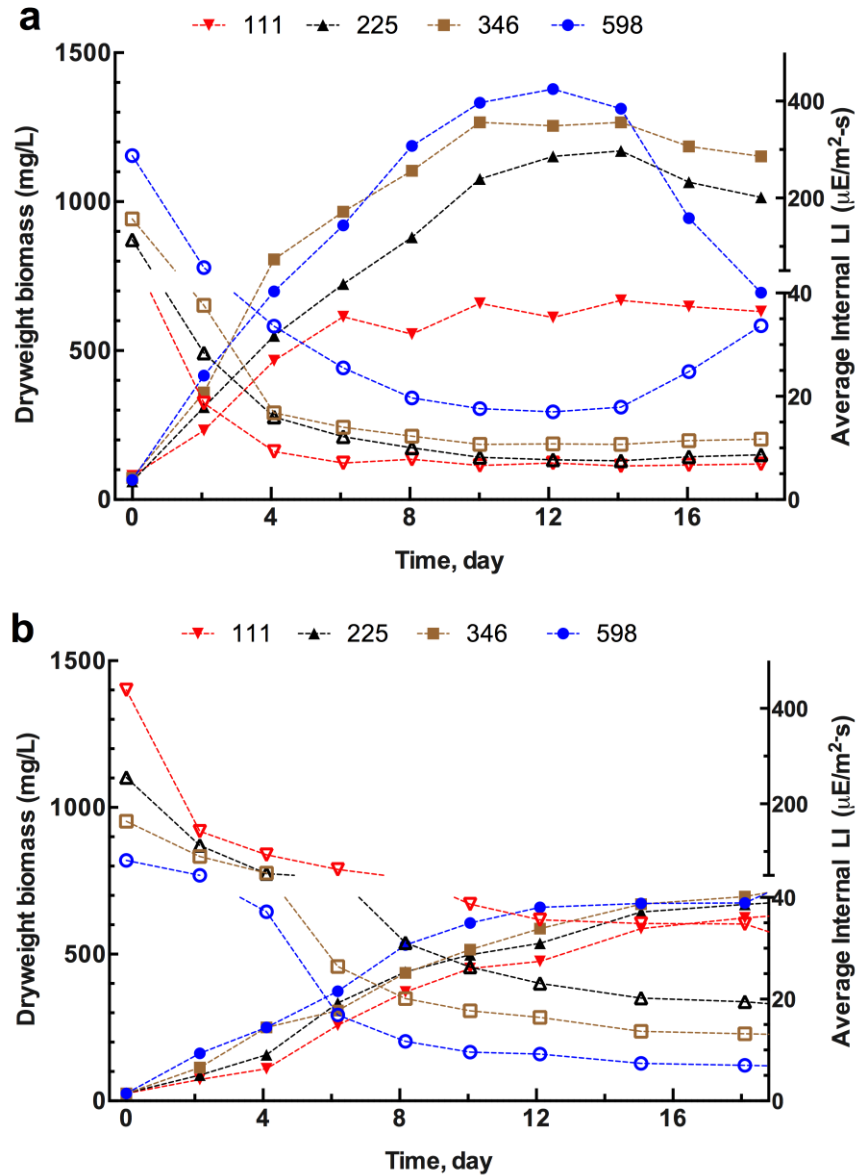 a
111 225 346 598
1500
1000
500
0
Dryweight biomass (mg/L)
400
200
40
20
0
Average Internal LI (μE/m²-s)
0 4 8 12 16
Time, day
b
111 225 346 598
1500
1000
500
0
Dryweight biomass (mg/L)
400
200
40
20
0
Average Internal LI (μE/m²-s)
0 4 8 12 16
Time, day